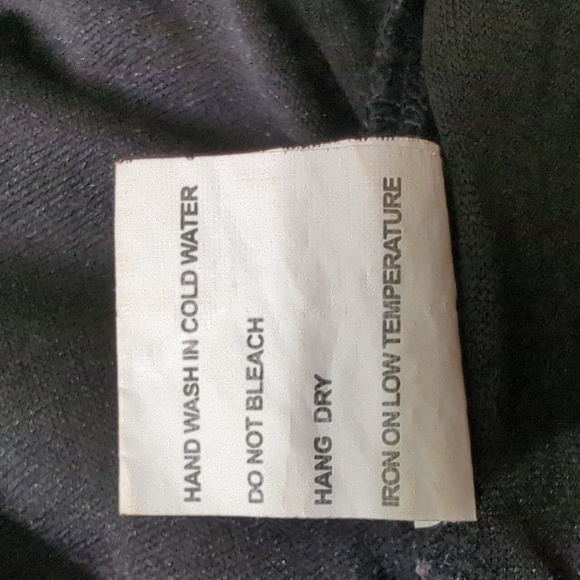 HAND WASH IN COLD WATER
DO NOT BLEACH
HANG DRY
IRON ON LOW TEMPERATURE